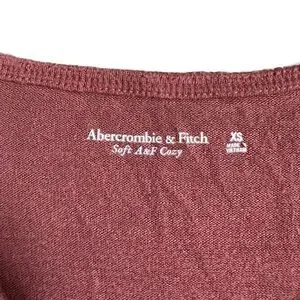 Abercrombie & Fitch
Soft A&F Cozy
XS
MADE IN
VIETNAM